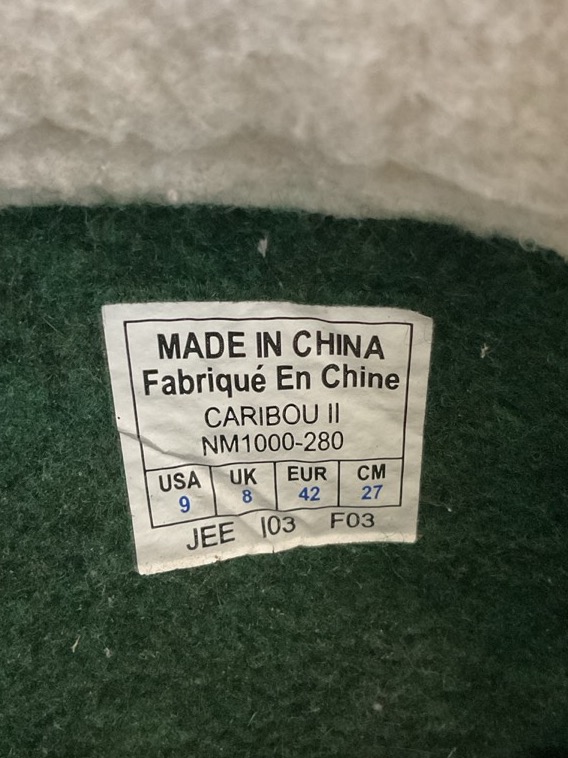 MADE IN CHINA
Fabriqué En Chine
CARIBOU II
NM1000-280
USA UK EUR CM
9 8 42 27
JEE I03 F03